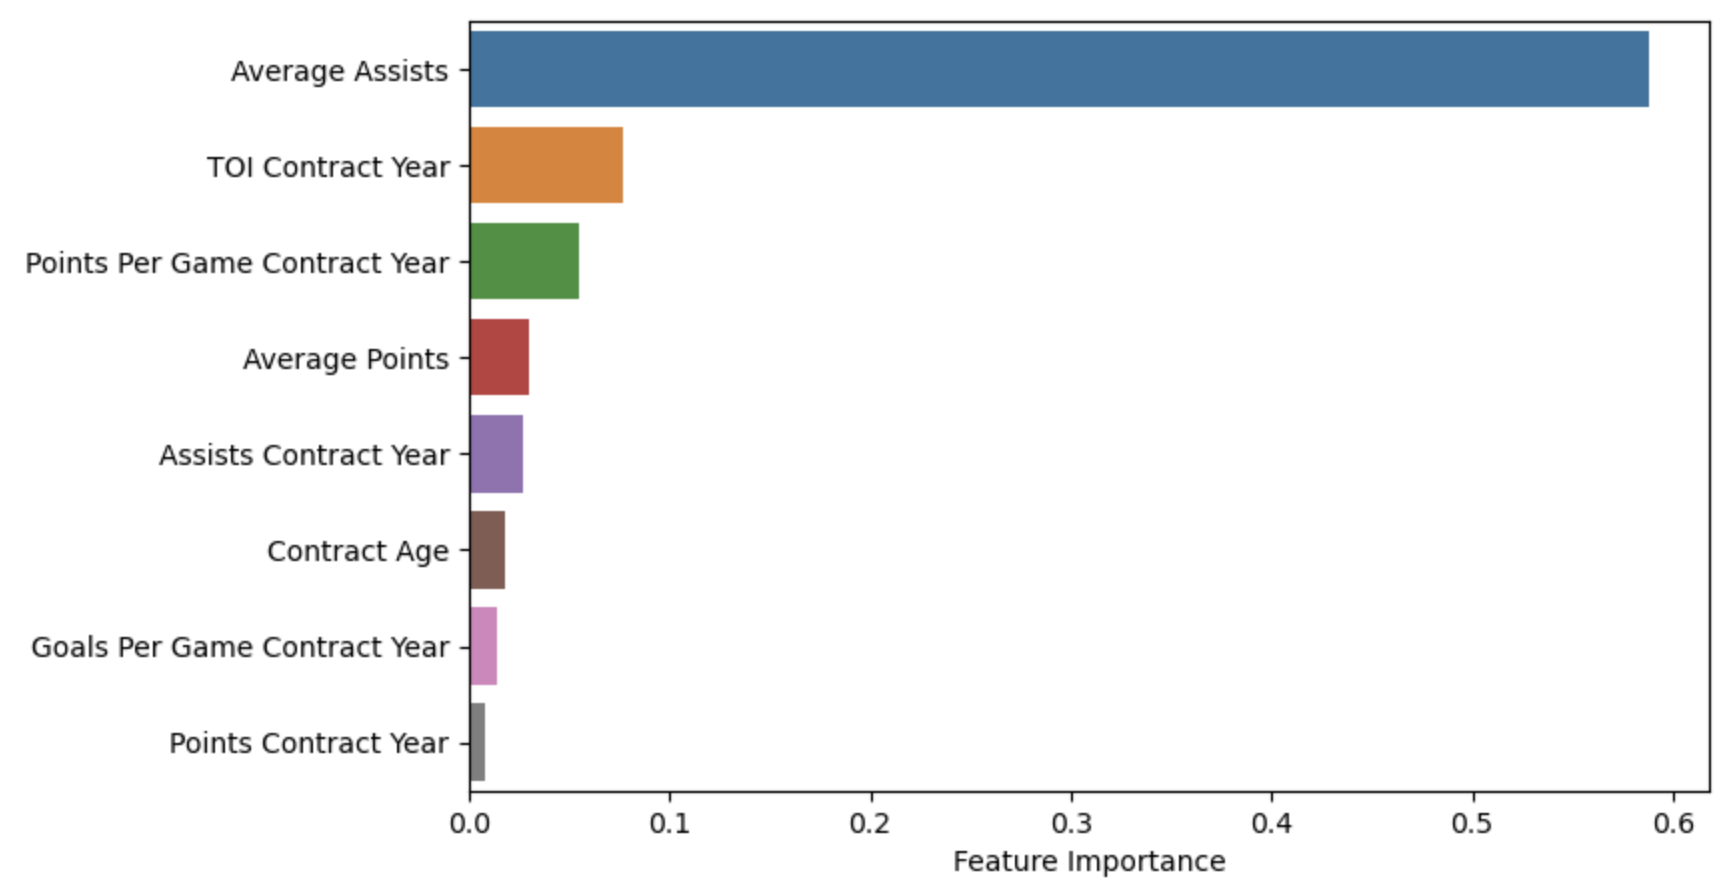 Average Assists
TOI Contract Year
Points Per Game Contract Year
Average Points
Assists Contract Year
Contract Age
Goals Per Game Contract Year
Points Contract Year
0.0 0.1 0.2 0.3 0.4 0.5 0.6
Feature Importance